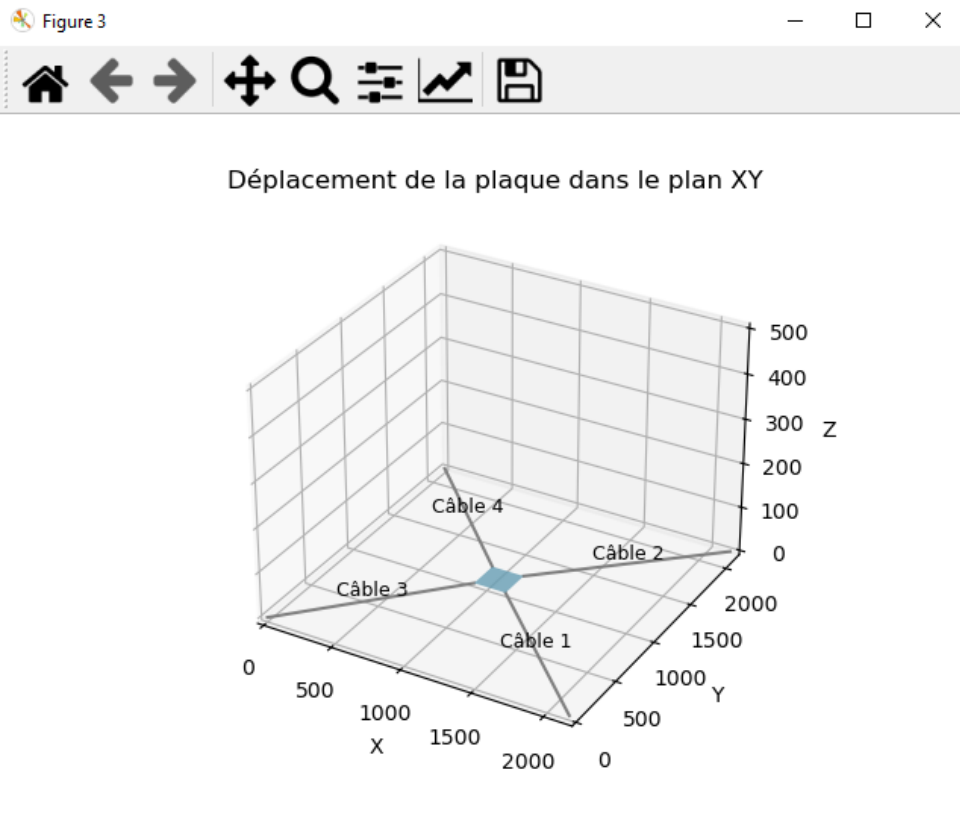 Figure 3
Déplacement de la plaque dans le plan XY
500
400
300
Z
200
100
0
Câble 4
Câble 2
Câble 3
Câble 1
2000
1500
1000
Y
500
0
0
500
1000
X
1500
2000